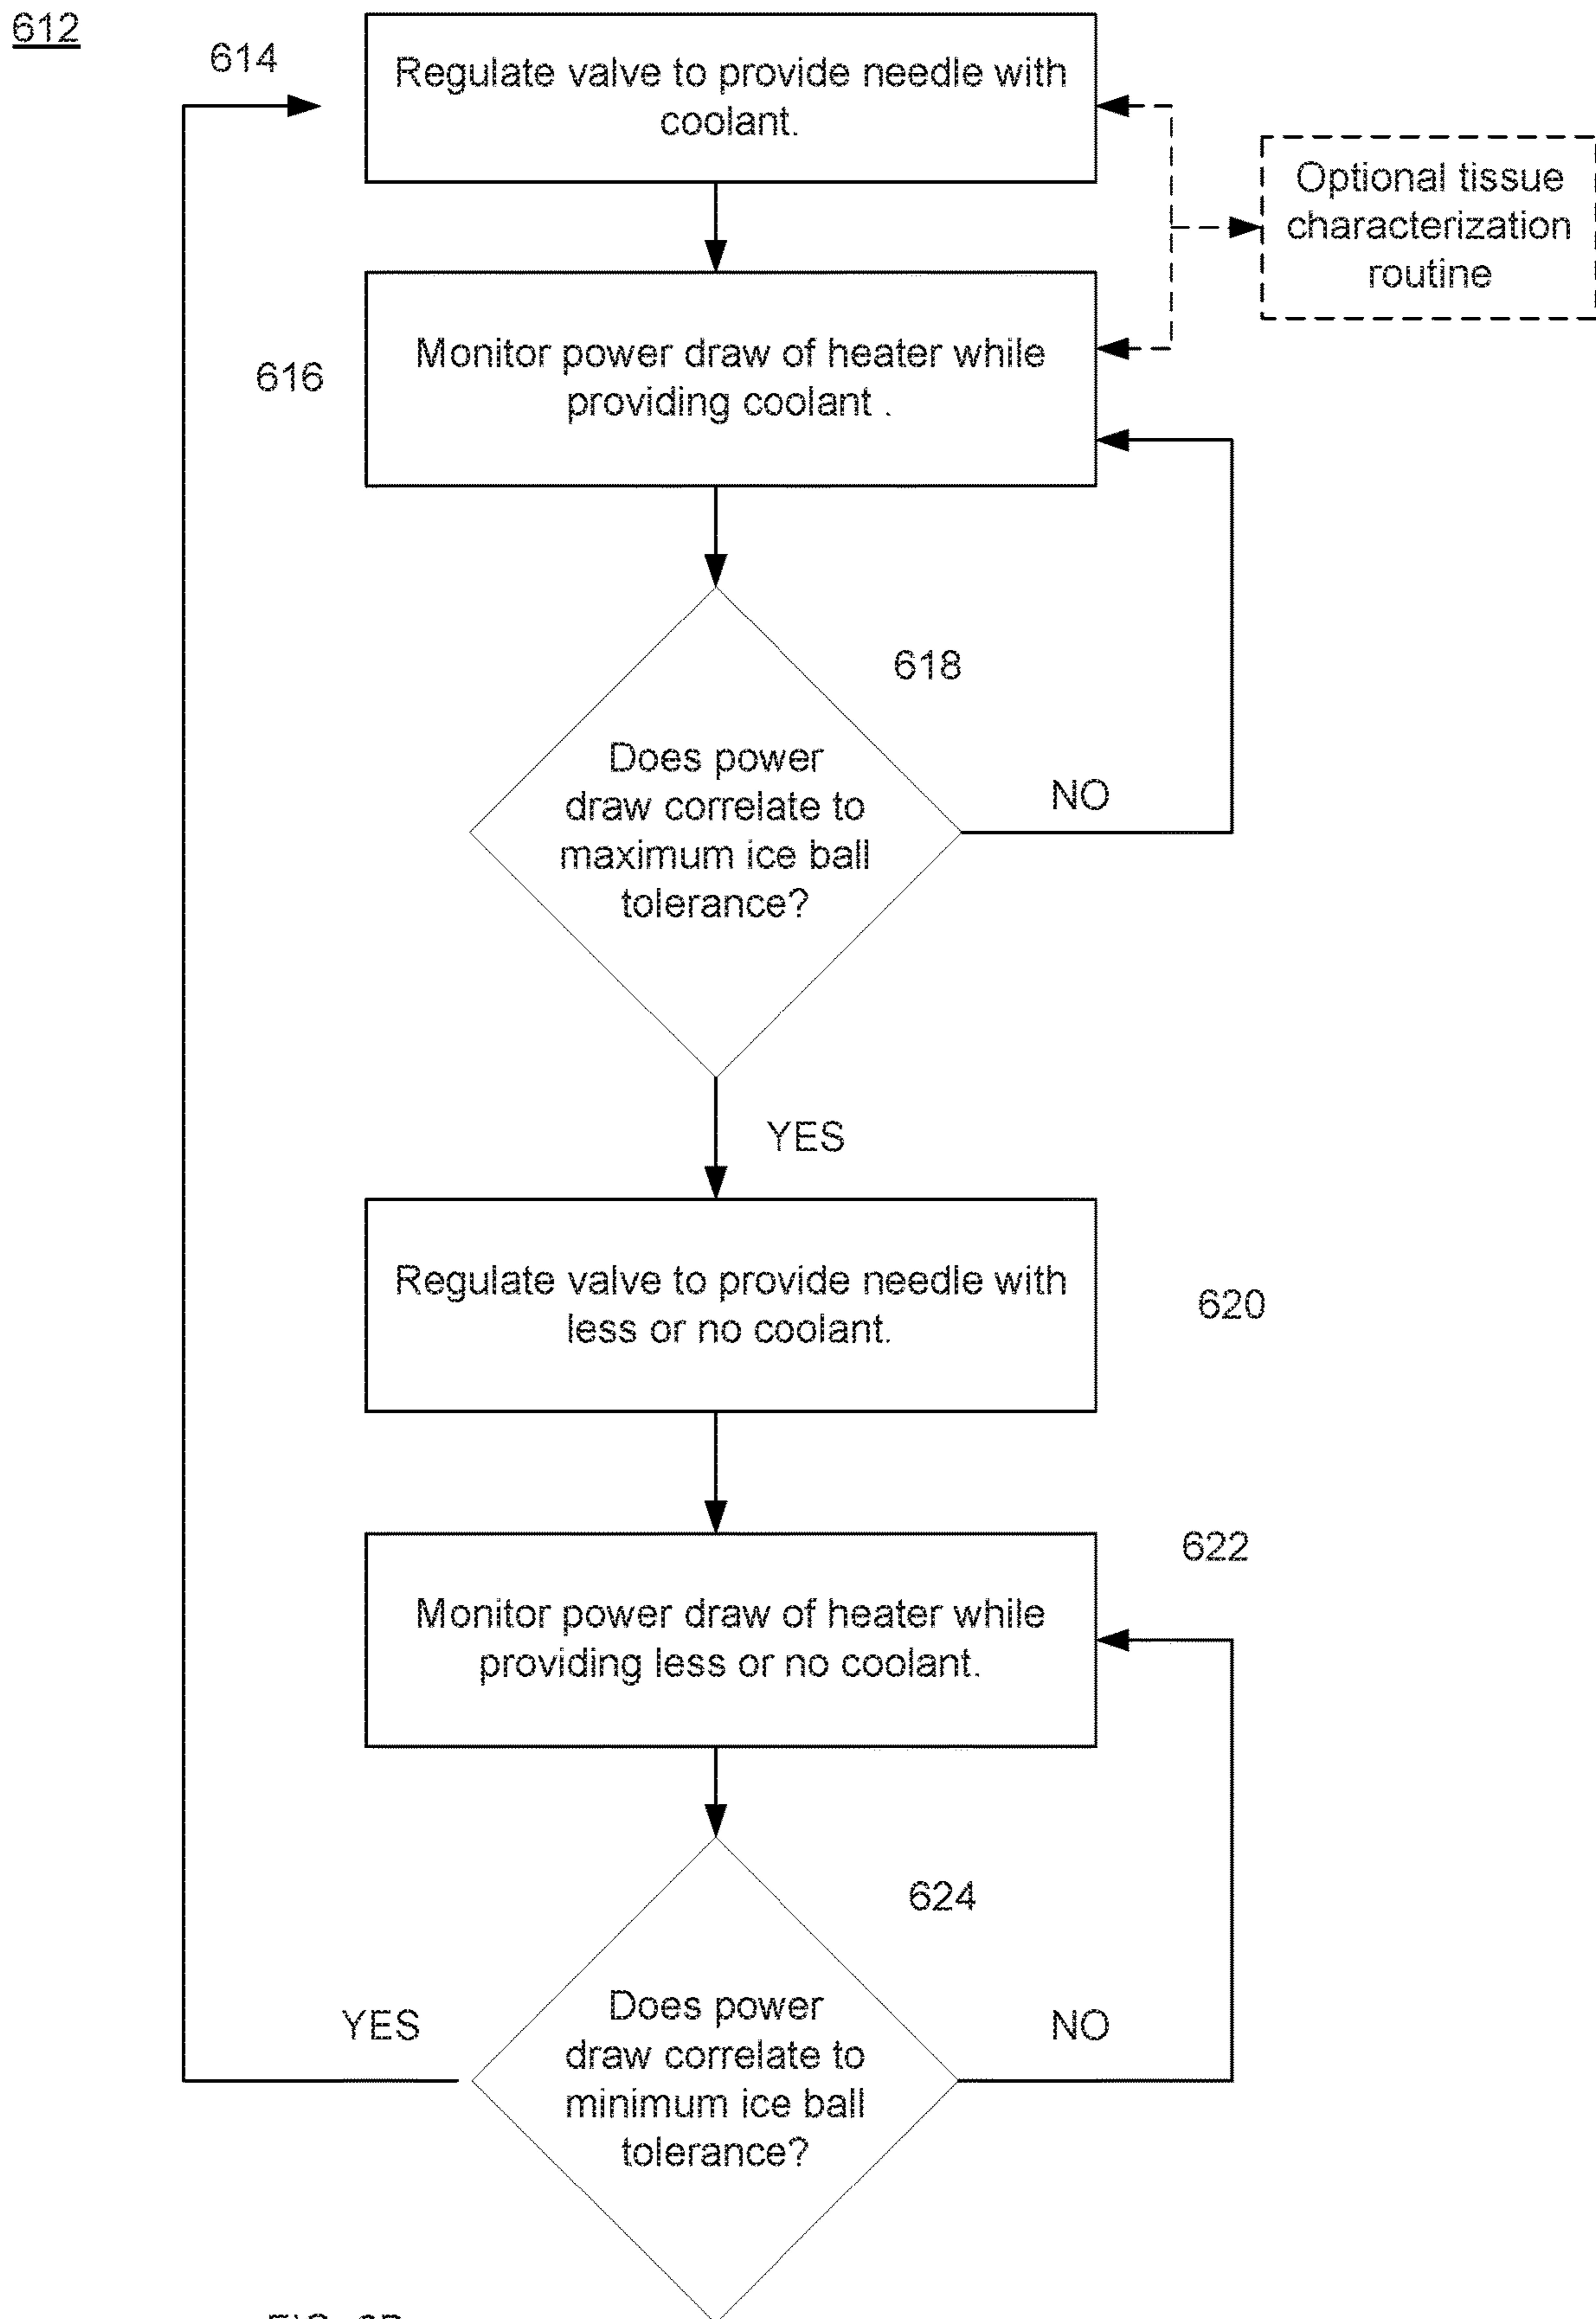 612
614
Regulate valve to provide needle with
coolant.
Optional tissue
characterization
routine
616
Monitor power draw of heater while
providing coolant .
618
Does power
draw correlate to
maximum ice ball
tolerance?
NO
YES
Regulate valve to provide needle with
less or no coolant.
620
622
Monitor power draw of heater while
providing less or no coolant.
624
Does power
draw correlate to
minimum ice ball
tolerance?
YES
NO